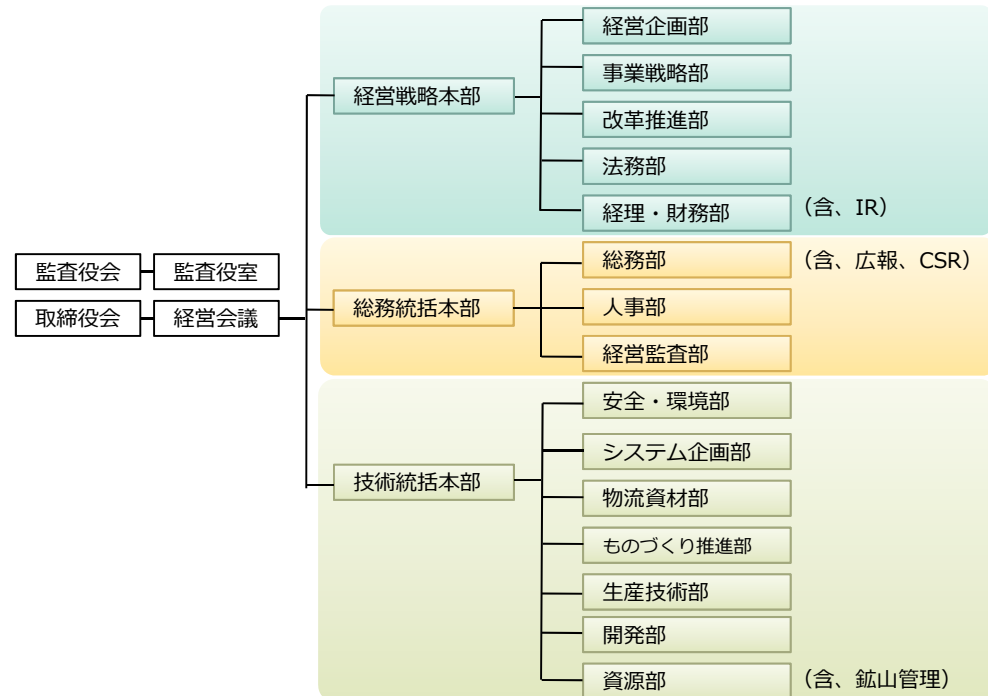 監査役会
監査役室
取締役会
経営会議
経営戦略本部
経営企画部
事業戦略部
改革推進部
法務部
経理・財務部 (含、IR)
総務統括本部
総務部 (含、広報、CSR)
人事部
経営監査部
技術統括本部
安全・環境部
システム企画部
物流資材部
ものづくり推進部
生産技術部
開発部
資源部 (含、鉱山管理)